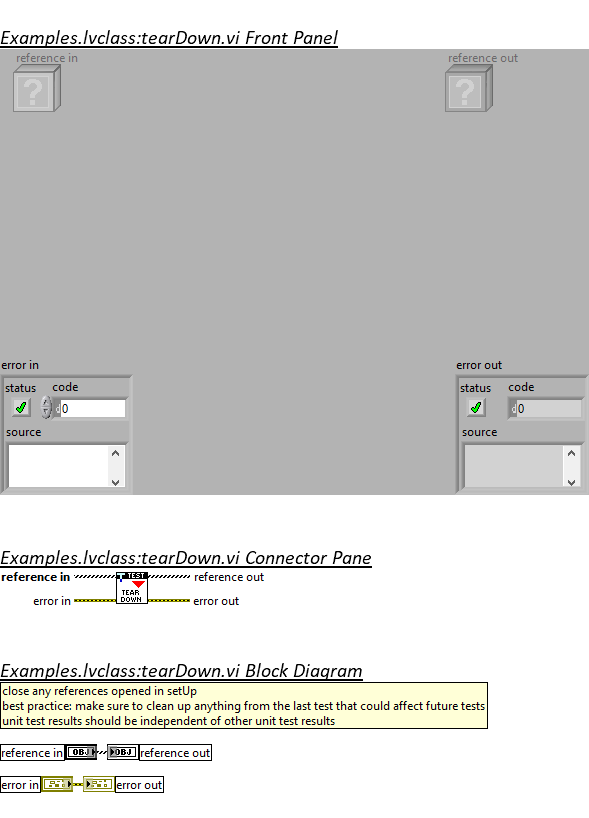 Examples.lvclass:tearDown.vi Front Panel
reference in
reference out
?
?
error in
error out
status code
status code
d 0
d 0
source
source
Examples.lvclass:tearDown.vi Connector Pane
reference in TEST reference out
TEAR
error in DOWN error out
Examples.lvclass:tearDown.vi Block Diagram
close any references opened in setUp
best practice: make sure to clean up anything from the last test that could affect future tests
unit test results should be independent of other unit test results
reference in OBJ OBJ reference out
error in error out